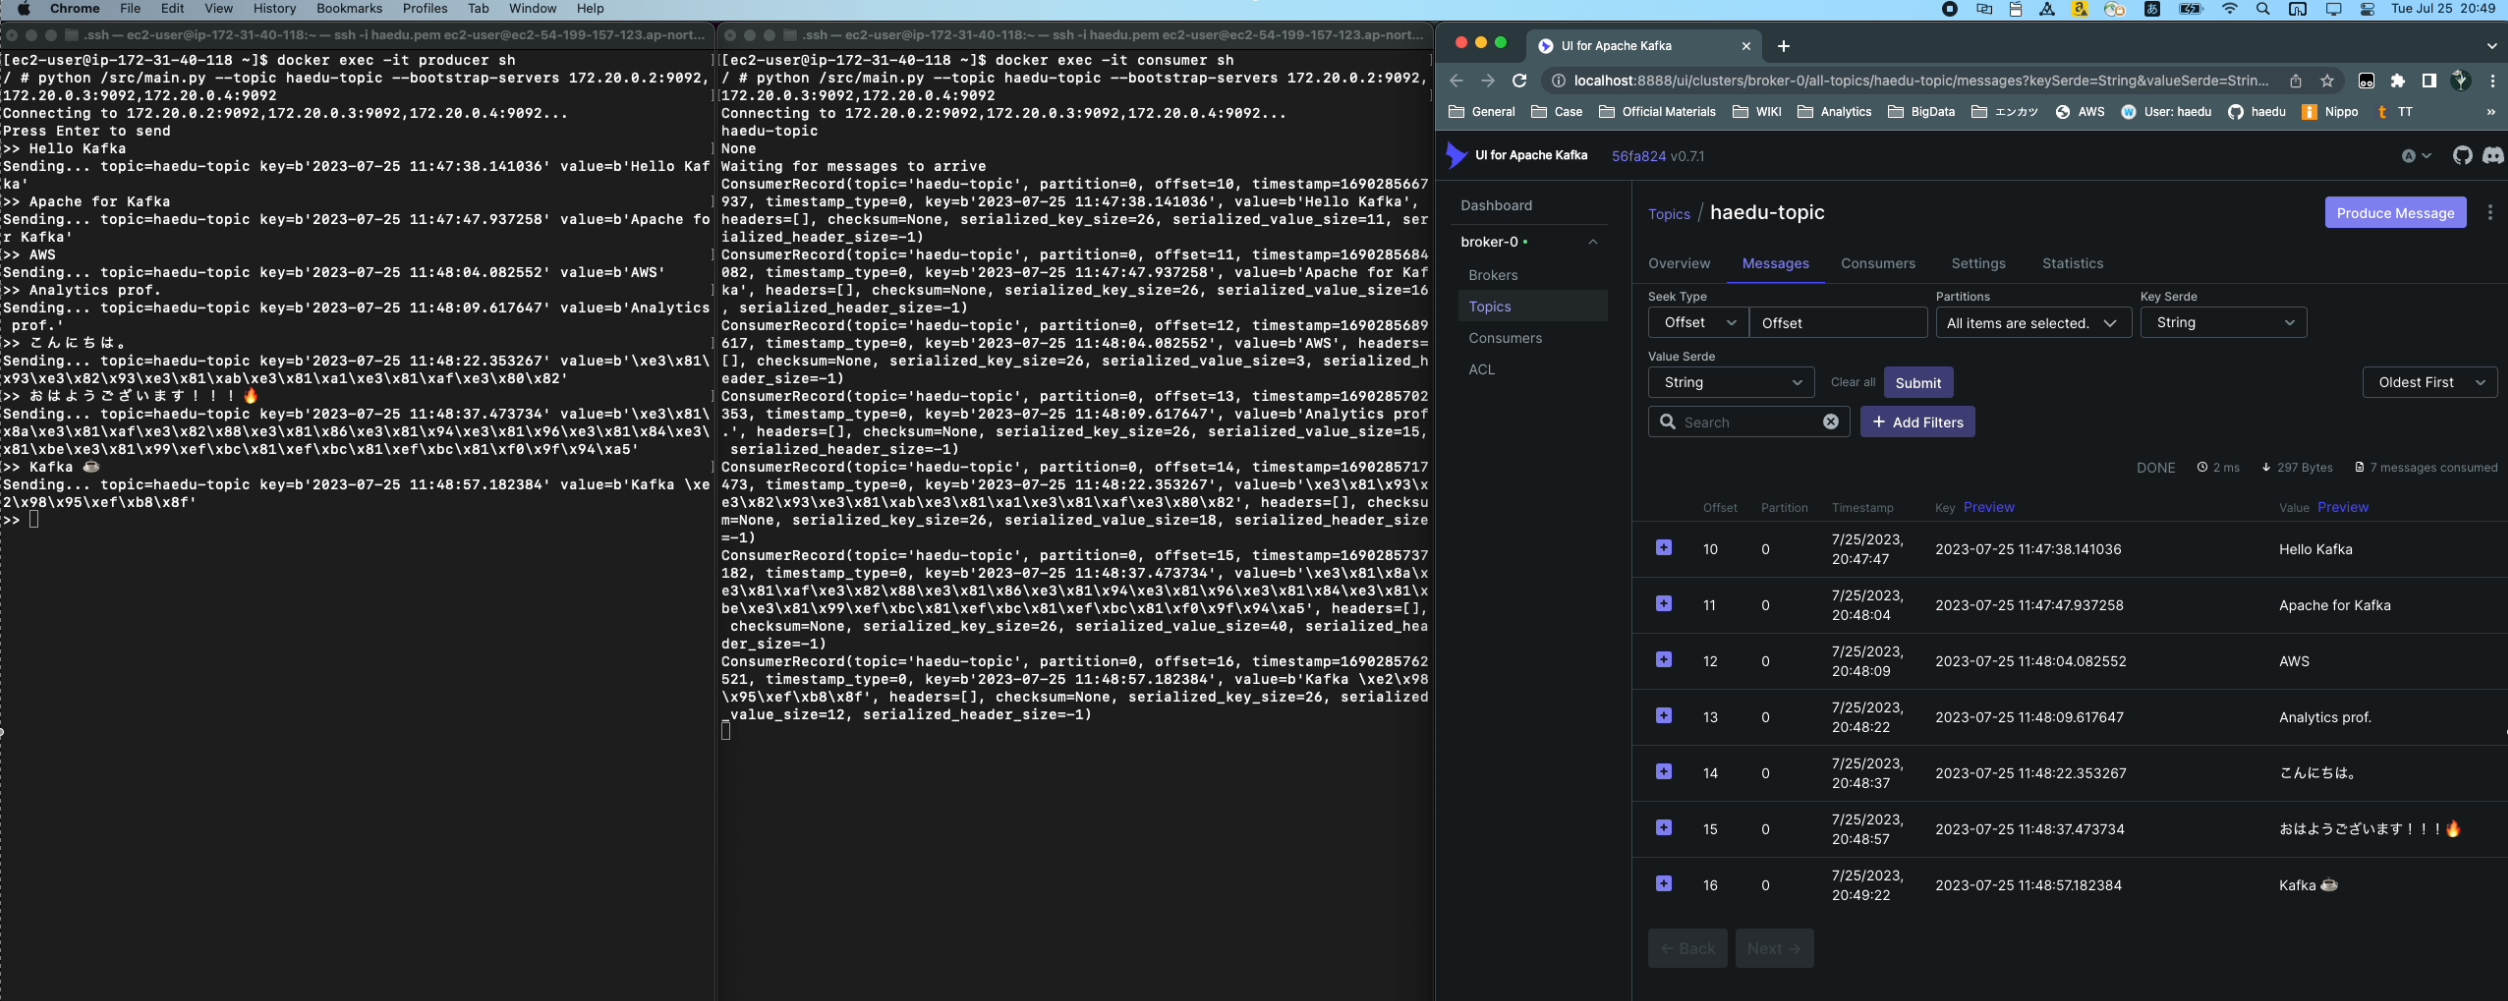 Chrome File Edit View History Bookmarks Profiles Tab Window Help
Tue Jul 25 20:49
.ssh — ec2-user@ip-172-31-40-118:~ — ssh -i haedu.pem ec2-user@ec2-54-199-157-123.ap-nort...
[ec2-user@ip-172-31-40-118 ~]$ docker exec -it producer sh
/ # python /src/main.py --topic haedu-topic --bootstrap-servers 172.20.0.2:9092,
172.20.0.3:9092,172.20.0.4:9092
Connecting to 172.20.0.2:9092,172.20.0.3:9092,172.20.0.4:9092...
Press Enter to send
>> Hello Kafka
Sending... topic=haedu-topic key=b'2023-07-25 11:47:38.141036' value=b'Hello Kaf
ka'
>> Apache for Kafka
Sending... topic=haedu-topic key=b'2023-07-25 11:47:47.937258' value=b'Apache fo
r Kafka'
>> AWS
Sending... topic=haedu-topic key=b'2023-07-25 11:48:04.082552' value=b'AWS'
>> Analytics prof.
Sending... topic=haedu-topic key=b'2023-07-25 11:48:09.617647' value=b'Analytics
 prof.'
>> こんにちは。
Sending... topic=haedu-topic key=b'2023-07-25 11:48:22.353267' value=b'\xe3\x81\
x93\xe3\x82\x93\xe3\x81\xab\xe3\x81\xa1\xe3\x81\xaf\xe3\x80\x82'
>> おはようございます！！！🔥
Sending... topic=haedu-topic key=b'2023-07-25 11:48:37.473734' value=b'\xe3\x81\
x8a\xe3\x81\xaf\xe3\x82\x88\xe3\x81\x86\xe3\x81\x94\xe3\x81\x96\xe3\x81\x84\xe3\
x81\xbe\xe3\x81\x99\xef\xbc\x81\xef\xbc\x81\xef\xbc\x81\xf0\x9f\x94\xa5'
>> Kafka ☕️
Sending... topic=haedu-topic key=b'2023-07-25 11:48:57.182384' value=b'Kafka \xe
2\x98\x95\xef\xb8\x8f'
>>
.ssh — ec2-user@ip-172-31-40-118:~ — ssh -i haedu.pem ec2-user@ec2-54-199-157-123.ap-nort...
[ec2-user@ip-172-31-40-118 ~]$ docker exec -it consumer sh
/ # python /src/main.py --topic haedu-topic --bootstrap-servers 172.20.0.2:9092,
172.20.0.3:9092,172.20.0.4:9092
Connecting to 172.20.0.2:9092,172.20.0.3:9092,172.20.0.4:9092...
haedu-topic
None
Waiting for messages to arrive
ConsumerRecord(topic='haedu-topic', partition=0, offset=10, timestamp=1690285667
937, timestamp_type=0, key=b'2023-07-25 11:47:38.141036', value=b'Hello Kafka',
headers=[], checksum=None, serialized_key_size=26, serialized_value_size=11, ser
ialized_header_size=-1)
ConsumerRecord(topic='haedu-topic', partition=0, offset=11, timestamp=1690285684
082, timestamp_type=0, key=b'2023-07-25 11:47:47.937258', value=b'Apache for Kaf
ka', headers=[], checksum=None, serialized_key_size=26, serialized_value_size=16
, serialized_header_size=-1)
ConsumerRecord(topic='haedu-topic', partition=0, offset=12, timestamp=1690285689
617, timestamp_type=0, key=b'2023-07-25 11:48:04.082552', value=b'AWS', headers=
[], checksum=None, serialized_key_size=26, serialized_value_size=3, serialized_h
eader_size=-1)
ConsumerRecord(topic='haedu-topic', partition=0, offset=13, timestamp=1690285702
353, timestamp_type=0, key=b'2023-07-25 11:48:09.617647', value=b'Analytics prof
.', headers=[], checksum=None, serialized_key_size=26, serialized_value_size=15,
 serialized_header_size=-1)
ConsumerRecord(topic='haedu-topic', partition=0, offset=14, timestamp=1690285717
473, timestamp_type=0, key=b'2023-07-25 11:48:22.353267', value=b'\xe3\x81\x93\x
e3\x82\x93\xe3\x81\xab\xe3\x81\xa1\xe3\x81\xaf\xe3\x80\x82', headers=[], checksu
m=None, serialized_key_size=26, serialized_value_size=18, serialized_header_size
=-1)
ConsumerRecord(topic='haedu-topic', partition=0, offset=15, timestamp=1690285737
182, timestamp_type=0, key=b'2023-07-25 11:48:37.473734', value=b'\xe3\x81\x8a\x
e3\x81\xaf\xe3\x82\x88\xe3\x81\x86\xe3\x81\x94\xe3\x81\x96\xe3\x81\x84\xe3\x81\x
be\xe3\x81\x99\xef\xbc\x81\xef\xbc\x81\xef\xbc\x81\xf0\x9f\x94\xa5', headers=[],
 checksum=None, serialized_key_size=26, serialized_value_size=40, serialized_hea
der_size=-1)
ConsumerRecord(topic='haedu-topic', partition=0, offset=16, timestamp=1690285762
521, timestamp_type=0, key=b'2023-07-25 11:48:57.182384', value=b'Kafka \xe2\x98
\x95\xef\xb8\x8f', headers=[], checksum=None, serialized_key_size=26, serialized
_value_size=12, serialized_header_size=-1)
UI for Apache Kafka
localhost:8888/ui/clusters/broker-0/all-topics/haedu-topic/messages?keySerde=String&valueSerde=Strin...
General Case Official Materials WIKI Analytics BigData エンカツ AWS User: haedu haedu Nippo TT »
UI for Apache Kafka 56fa824 v0.7.1
Dashboard
broker-0
Brokers
Topics
Consumers
ACL
Topics / haedu-topic
Produce Message
Overview Messages Consumers Settings Statistics
Seek Type Partitions Key Serde
Offset Offset All items are selected. String
Value Serde
String Clear all Submit Oldest First
Search + Add Filters
DONE 2 ms 297 Bytes 7 messages consumed
Offset Partition Timestamp Key Preview Value Preview
10 0 7/25/2023, 20:47:47 2023-07-25 11:47:38.141036 Hello Kafka
11 0 7/25/2023, 20:48:04 2023-07-25 11:47:47.937258 Apache for Kafka
12 0 7/25/2023, 20:48:09 2023-07-25 11:48:04.082552 AWS
13 0 7/25/2023, 20:48:22 2023-07-25 11:48:09.617647 Analytics prof.
14 0 7/25/2023, 20:48:37 2023-07-25 11:48:22.353267 こんにちは。
15 0 7/25/2023, 20:48:57 2023-07-25 11:48:37.473734 おはようございます！！！🔥
16 0 7/25/2023, 20:49:22 2023-07-25 11:48:57.182384 Kafka ☕️
← Back Next →